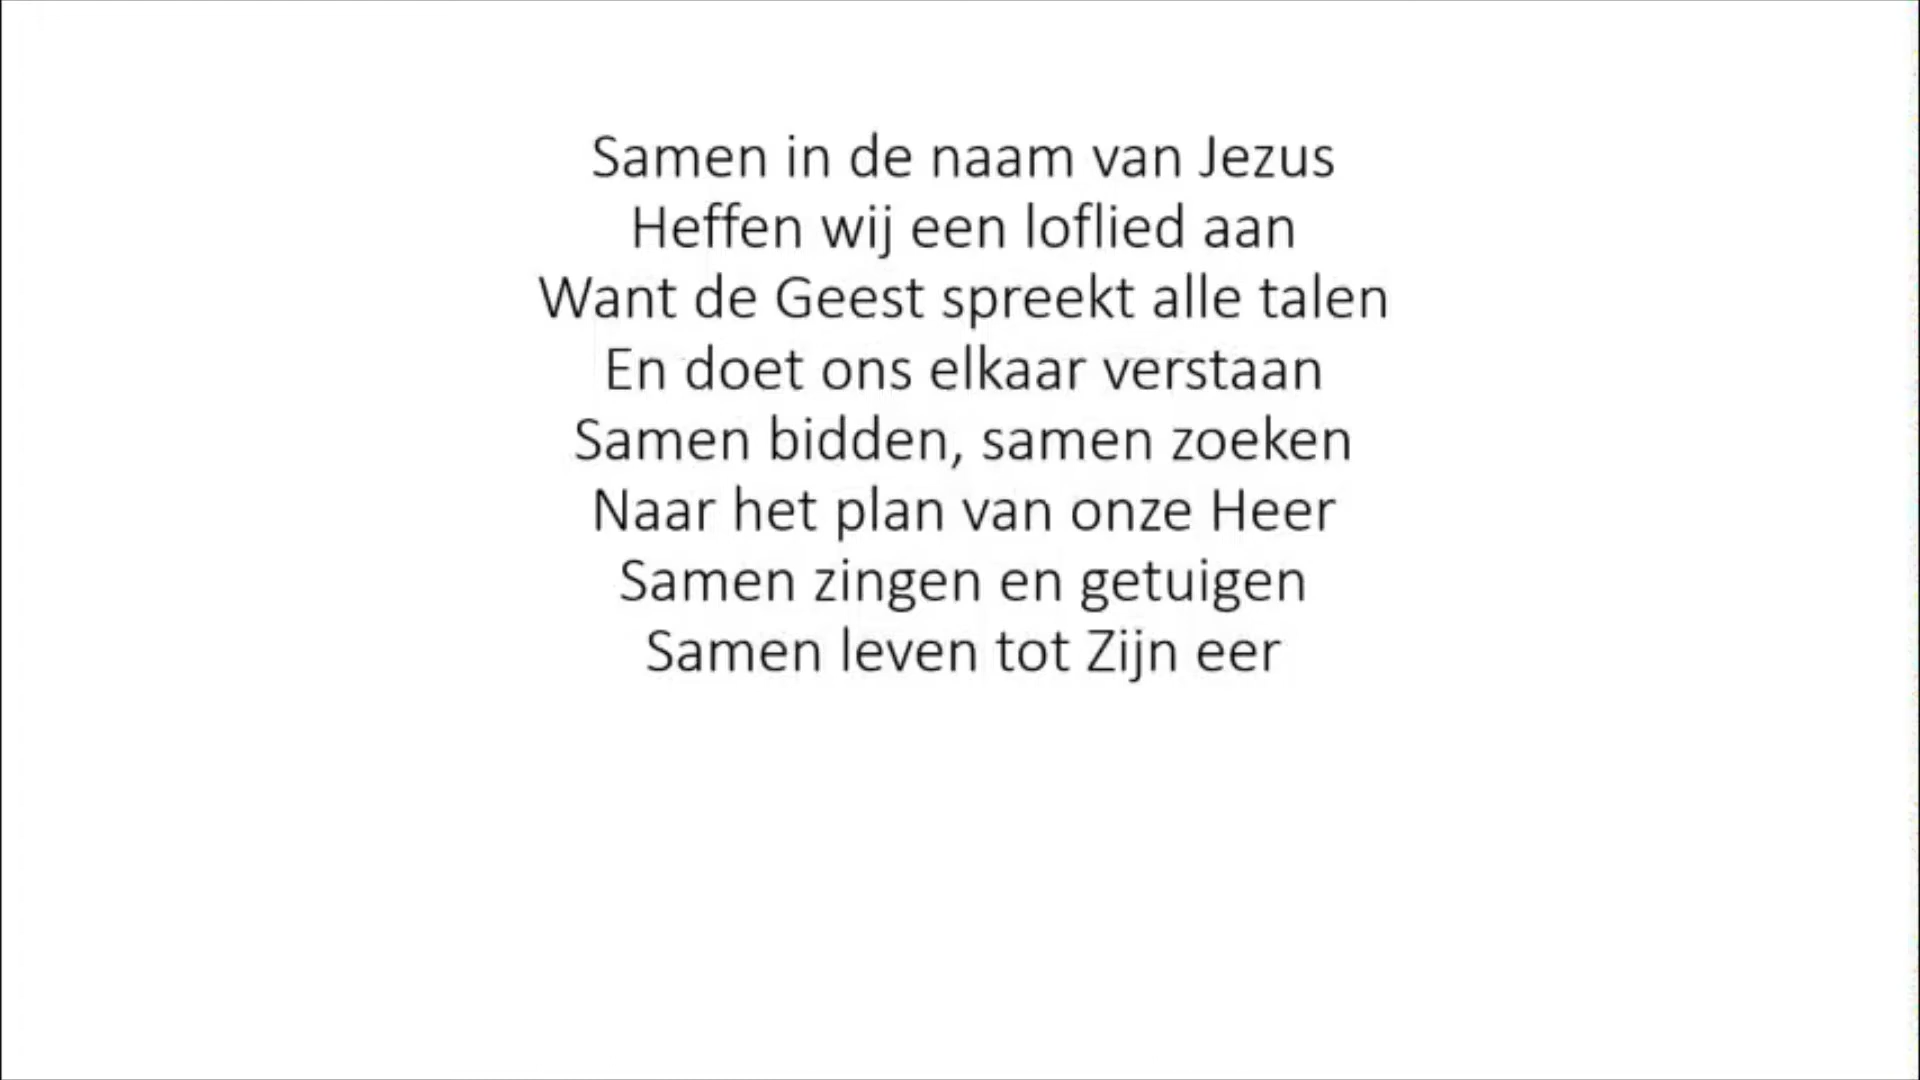 Samen in de naam van Jezus
Heffen wij een loflied aan
Want de Geest spreekt alle talen
En doet ons elkaar verstaan
Samen bidden, samen zoeken
Naar het plan van onze Heer
Samen zingen en getuigen
Samen leven tot Zijn eer